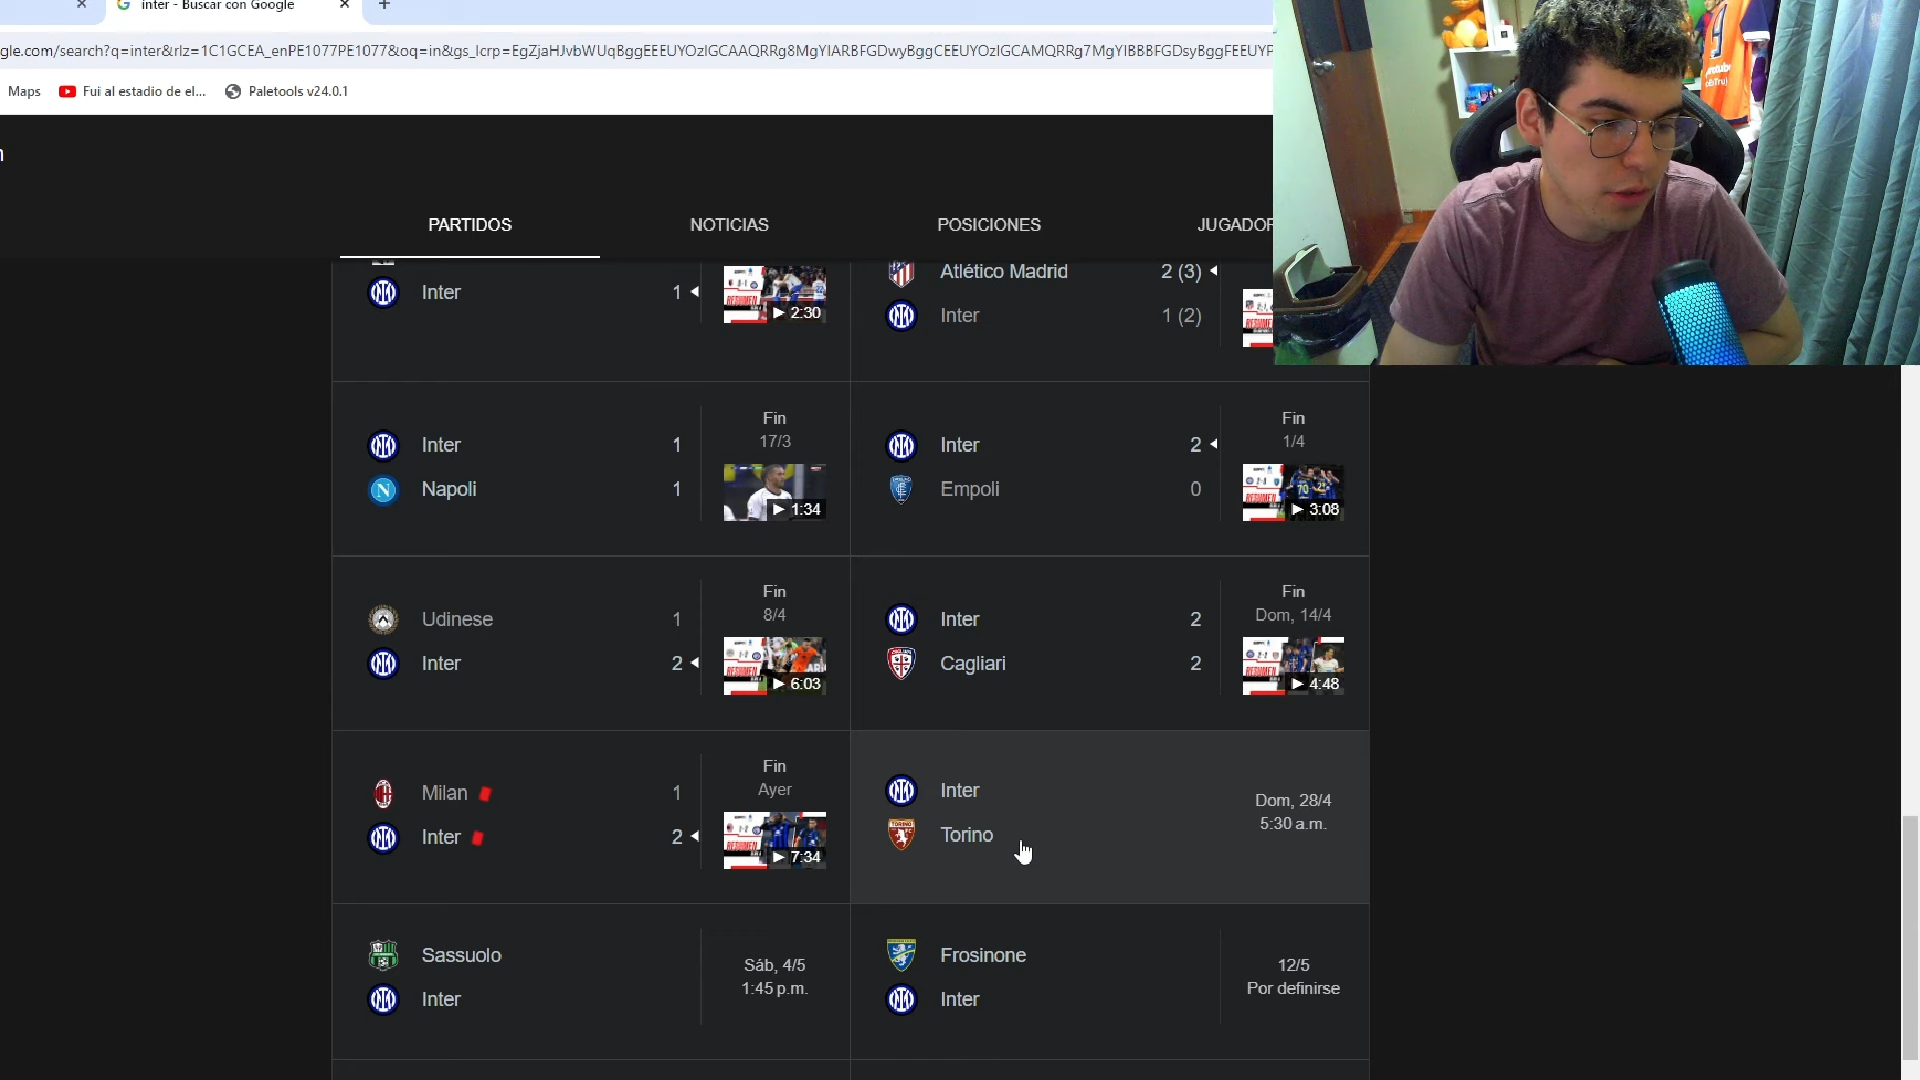 inter - Buscar con Google
gle.com/search?q=inter&rlz=1C1GCEA_enPE1077PE1077&oq=in&gs_lcrp=EgZjaHJvbWUqBggEEEUYOzIGCAAQRRg8MgYIARBFGDwyBggCEEUYOzIGCAMQRRg7MgYIBBBFGDsyBggFEEUYP
Maps
Fui al estadio de el...
Paletools v24.0.1
PARTIDOS
NOTICIAS
POSICIONES
JUGADOR
Inter 1
2:30
Atlético Madrid 2 (3)
Inter 1 (2)
Inter 1
Napoli 1
Fin
17/3
1:34
Inter 2
Empoli 0
Fin
1/4
3:08
Udinese 1
Inter 2
Fin
8/4
6:03
Inter 2
Cagliari 2
Fin
Dom, 14/4
4:48
Milan 1
Inter 2
Fin
Ayer
7:34
Inter
Torino
Dom, 28/4
5:30 a.m.
Sassuolo
Inter
Sáb, 4/5
1:45 p.m.
Frosinone
Inter
12/5
Por definirse